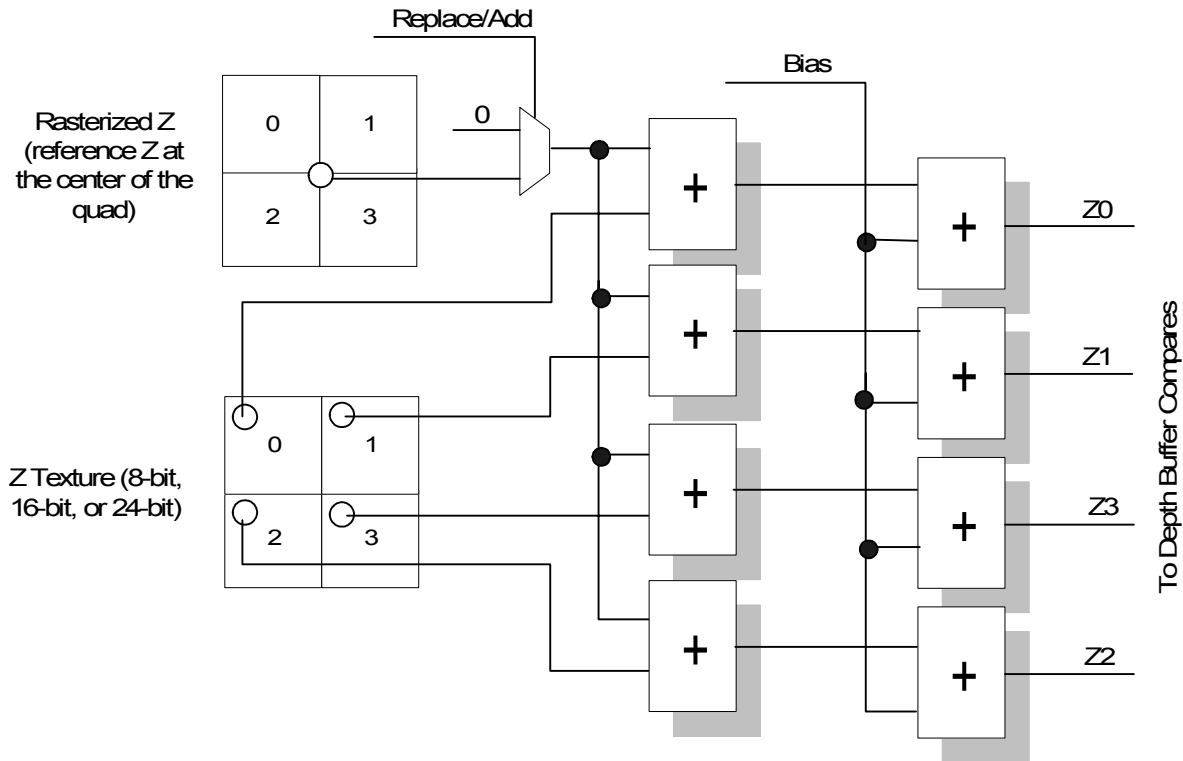 Replace/Add
Bias
0
Rasterized Z
(reference Z at
the center of the
quad)
0
1
2
3
+
+
Z0
+
+
Z1
Z Texture (8-bit,
16-bit, or 24-bit)
0
1
2
3
+
+
Z3
+
+
Z2
To Depth Buffer Compares